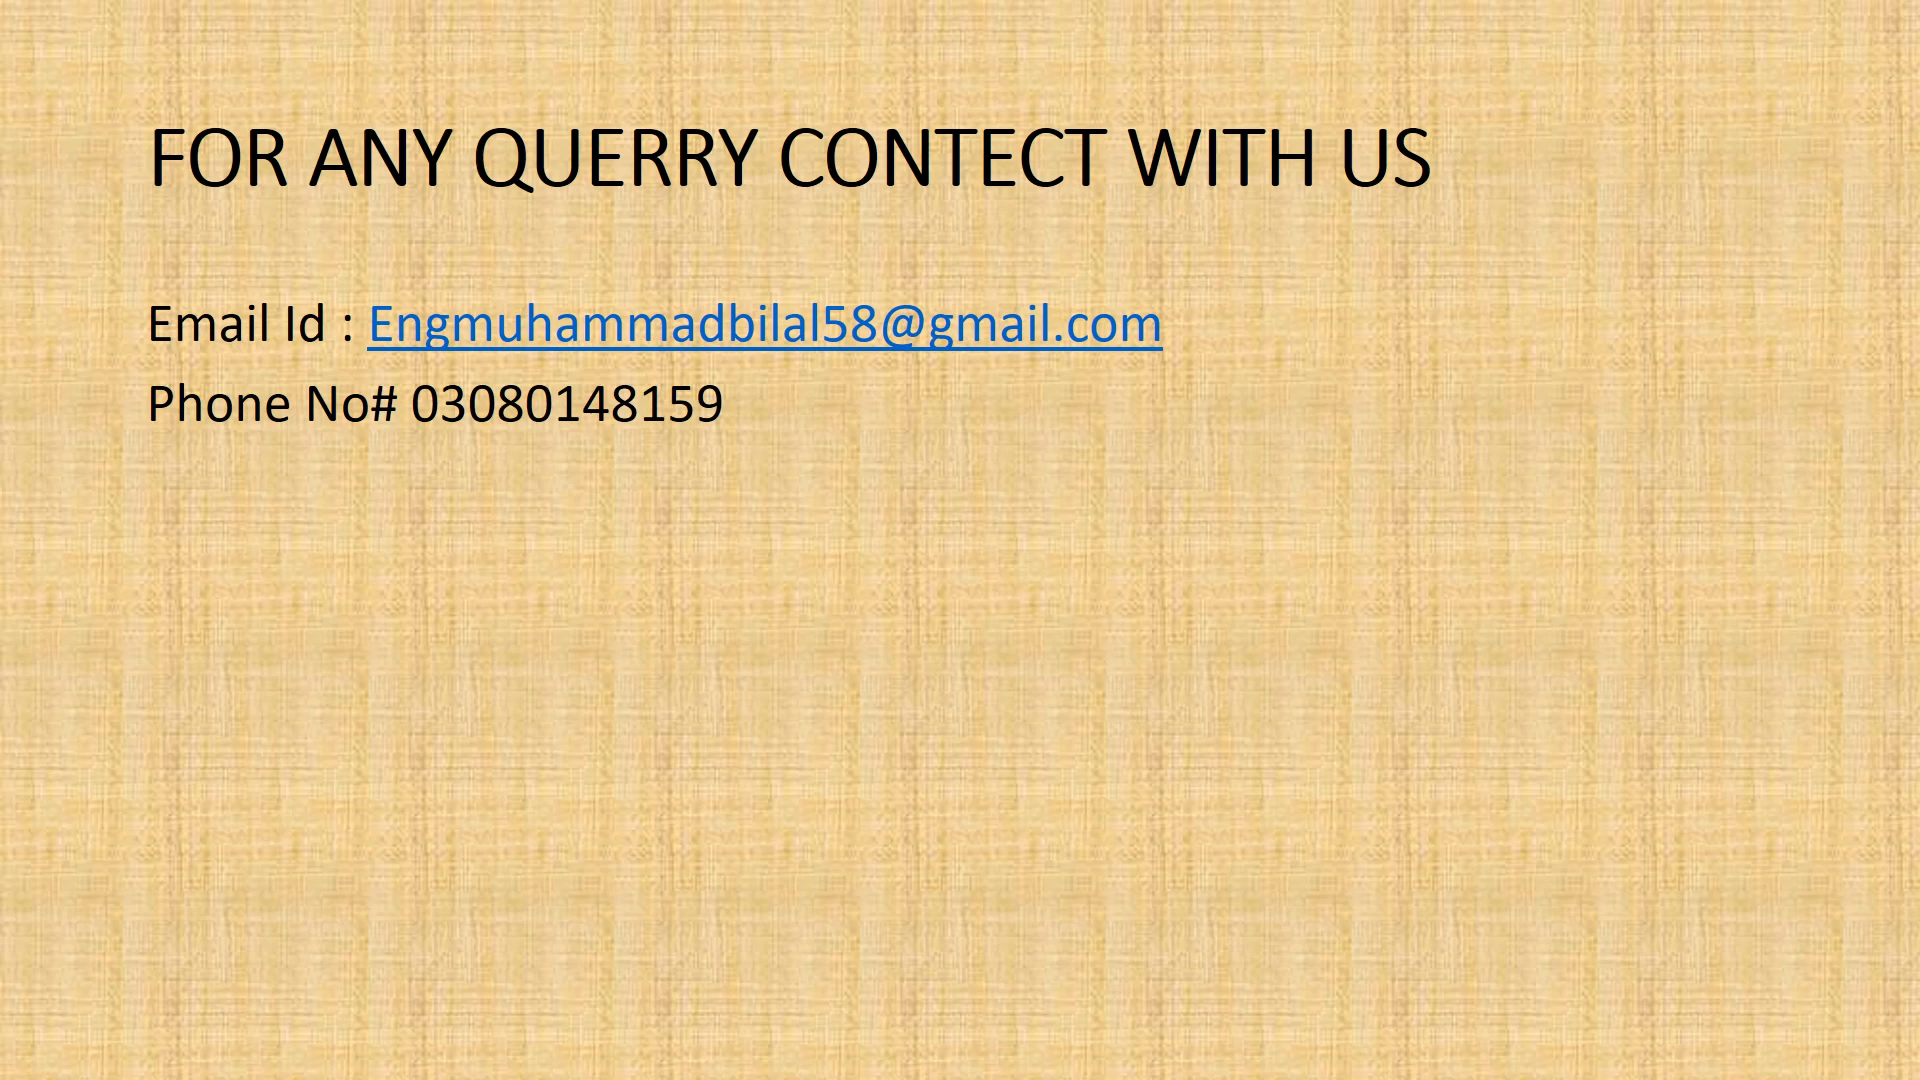 FOR ANY QUERRY CONTECT WITH US
Email Id : Engmuhammadbilal58@gmail.com
Phone No# 03080148159